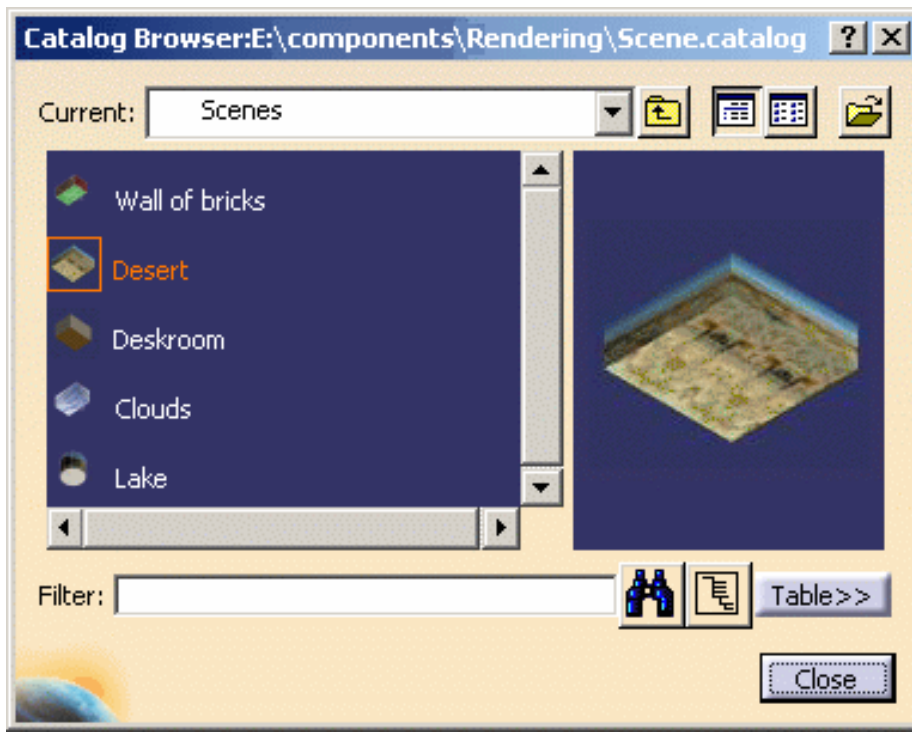 Catalog Browser:E:\components\Rendering\Scene.catalog ? X
Current: Scenes
Wall of bricks
Desert
Deskroom
Clouds
Lake
Filter: Table>>
Close